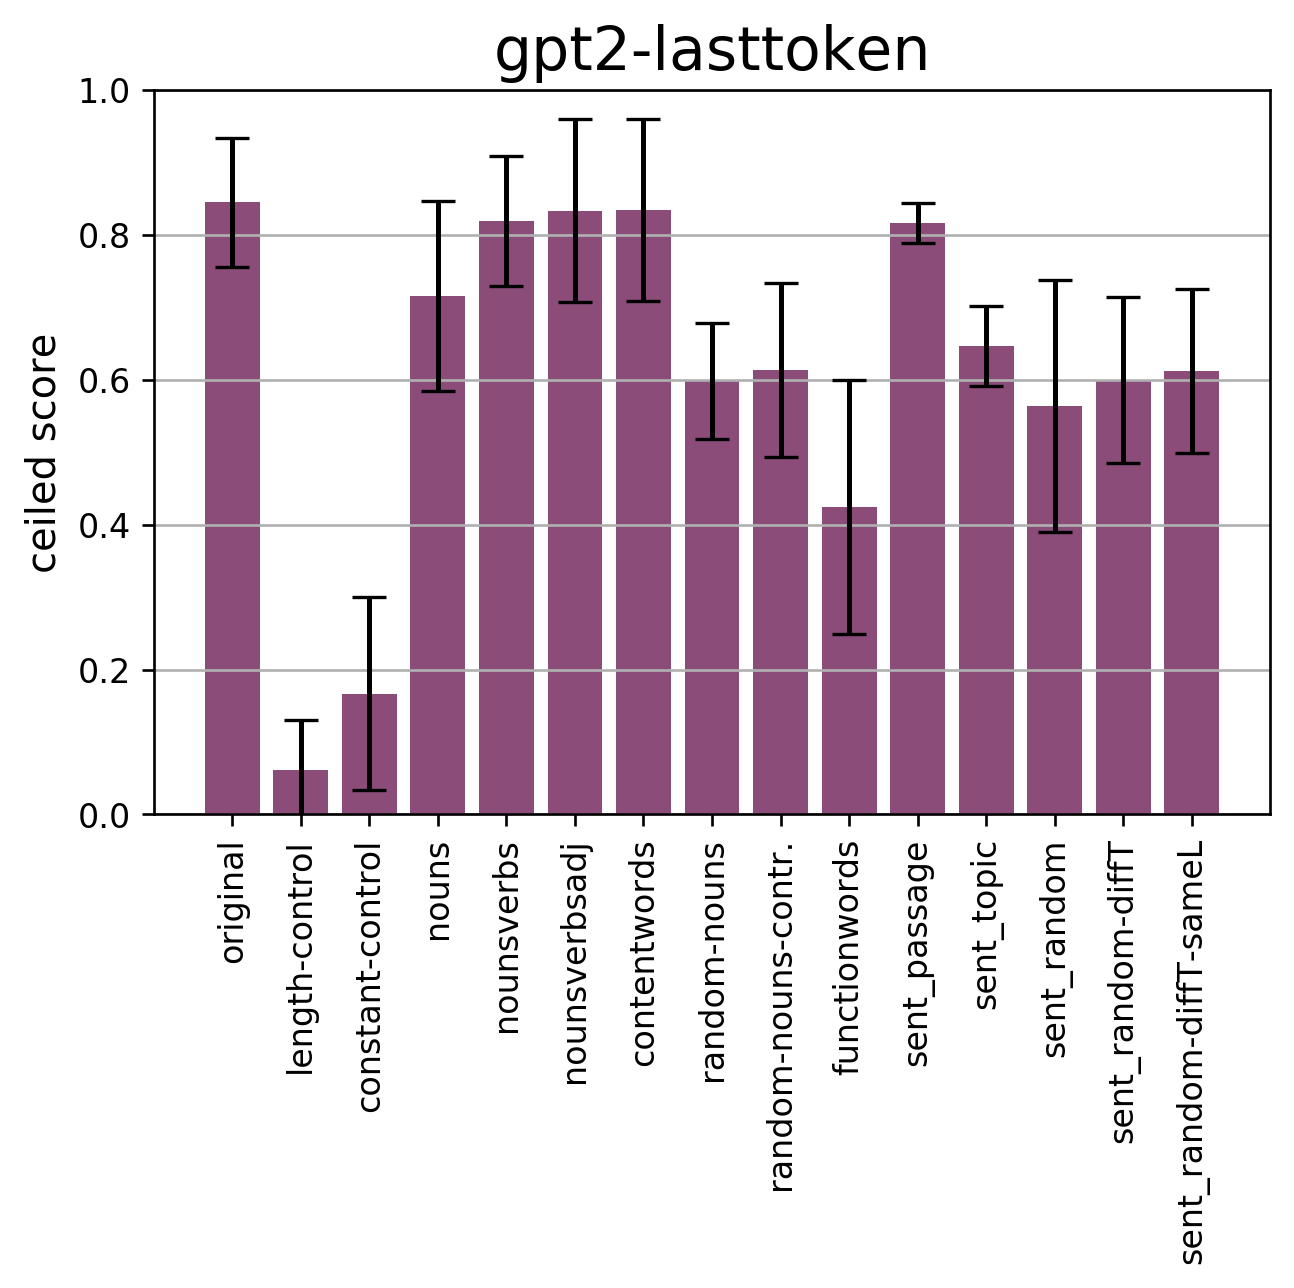 gpt2-lasttoken
ceiled score
1.0
0.8
0.6
0.4
0.2
0.0
original
length-control
constant-control
nouns
nounsverbs
nounsverbsadj
contentwords
random-nouns
random-nouns-contr.
functionwords
sent_passage
sent_topic
sent_random
sent_random-diffT
sent_random-diffT-sameL